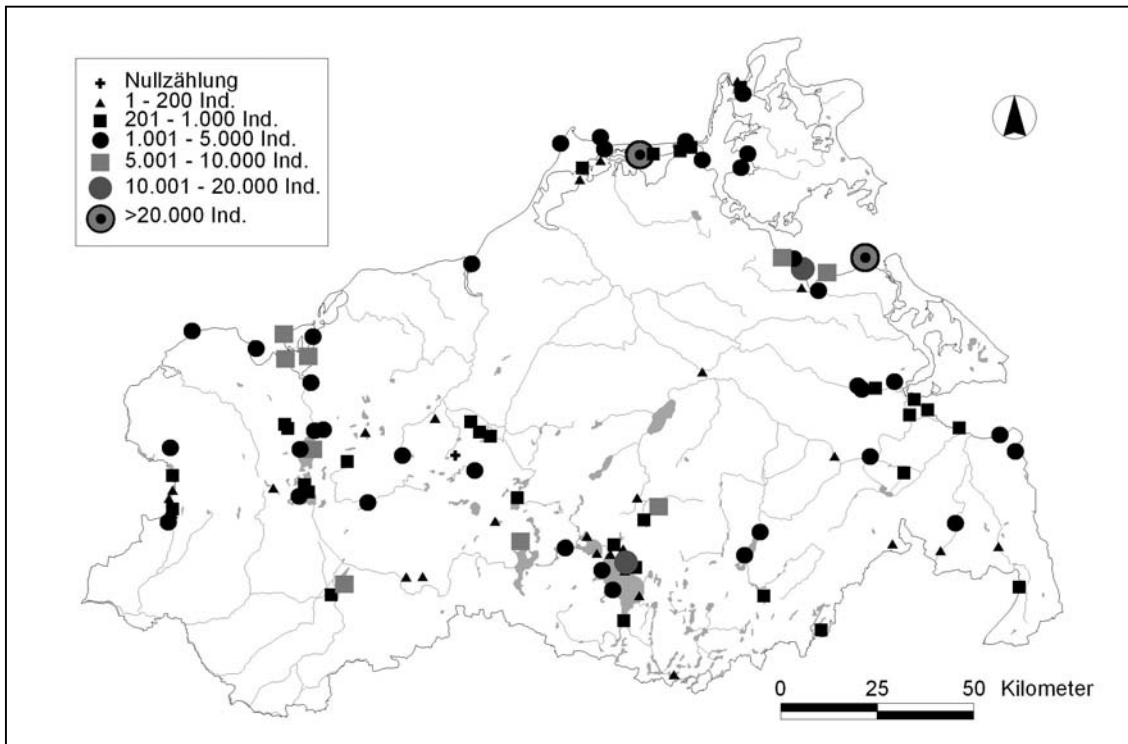 Nullzählung
1 - 200 Ind.
201 - 1.000 Ind.
1.001 - 5.000 Ind.
5.001 - 10.000 Ind.
10.001 - 20.000 Ind.
>20.000 Ind.
0 25 50 Kilometer